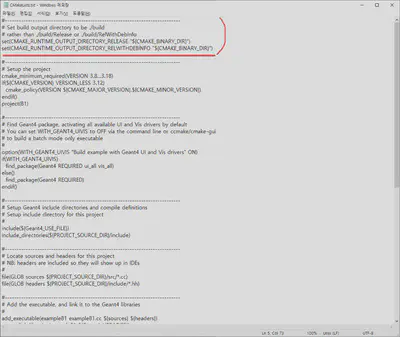 CMakeLists.txt - Windows 메모장
파일(F) 편집(E) 서식(O) 보기(V) 도움말(H)
#----------------------------------------------------------------------------
# Set build output directory to be ./build
# rather than ./build/Release or ./build/RelWithDebInfo
set(CMAKE_RUNTIME_OUTPUT_DIRECTORY_RELEASE "${CMAKE_BINARY_DIR}")
set(CMAKE_RUNTIME_OUTPUT_DIRECTORY_RELWITHDEBINFO "${CMAKE_BINARY_DIR}")
#----------------------------------------------------------------------------
# Setup the project
cmake_minimum_required(VERSION 3.8...3.18)
if(${CMAKE_VERSION} VERSION_LESS 3.12)
cmake_policy(VERSION ${CMAKE_MAJOR_VERSION}.${CMAKE_MINOR_VERSION})
endif()
project(B1)
#----------------------------------------------------------------------------
# Find Geant4 package, activating all available UI and Vis drivers by default
# You can set WITH_GEANT4_UIVIS to OFF via the command line or ccmake/cmake-gui
# to build a batch mode only executable
#
option(WITH_GEANT4_UIVIS "Build example with Geant4 UI and Vis drivers" ON)
if(WITH_GEANT4_UIVIS)
find_package(Geant4 REQUIRED ui_all vis_all)
else()
find_package(Geant4 REQUIRED)
endif()
#----------------------------------------------------------------------------
# Setup Geant4 include directories and compile definitions
# Setup include directory for this project
#
include(${Geant4_USE_FILE})
include_directories(${PROJECT_SOURCE_DIR}/include)
#----------------------------------------------------------------------------
# Locate sources and headers for this project
# NB: headers are included so they will show up in IDEs
#
file(GLOB sources ${PROJECT_SOURCE_DIR}/src/*.cc)
file(GLOB headers ${PROJECT_SOURCE_DIR}/include/*.hh)
#----------------------------------------------------------------------------
# Add the executable, and link it to the Geant4 libraries
#
add_executable(exampleB1 exampleB1.cc ${sources} ${headers})
Ln 5, Col 73 100% Unix (LF) UTF-8